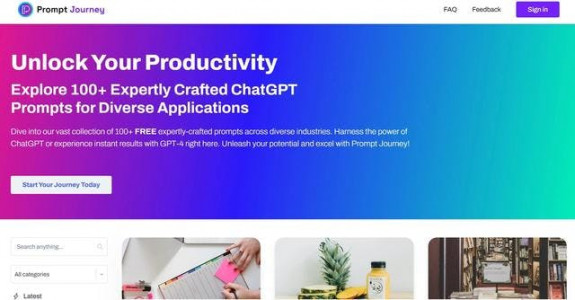 Prompt Journey
FAQ
Feedback
Sign in
Unlock Your Productivity
Explore 100+ Expertly Crafted ChatGPT
Prompts for Diverse Applications
Dive into our vast collection of 100+ FREE expertly-crafted prompts across diverse industries. Harness the power of
ChatGPT or experience instant results with GPT-4 right here. Unleash your potential and excel with Prompt Journey!
Start Your Journey Today
Search anything...
All categories
Latest